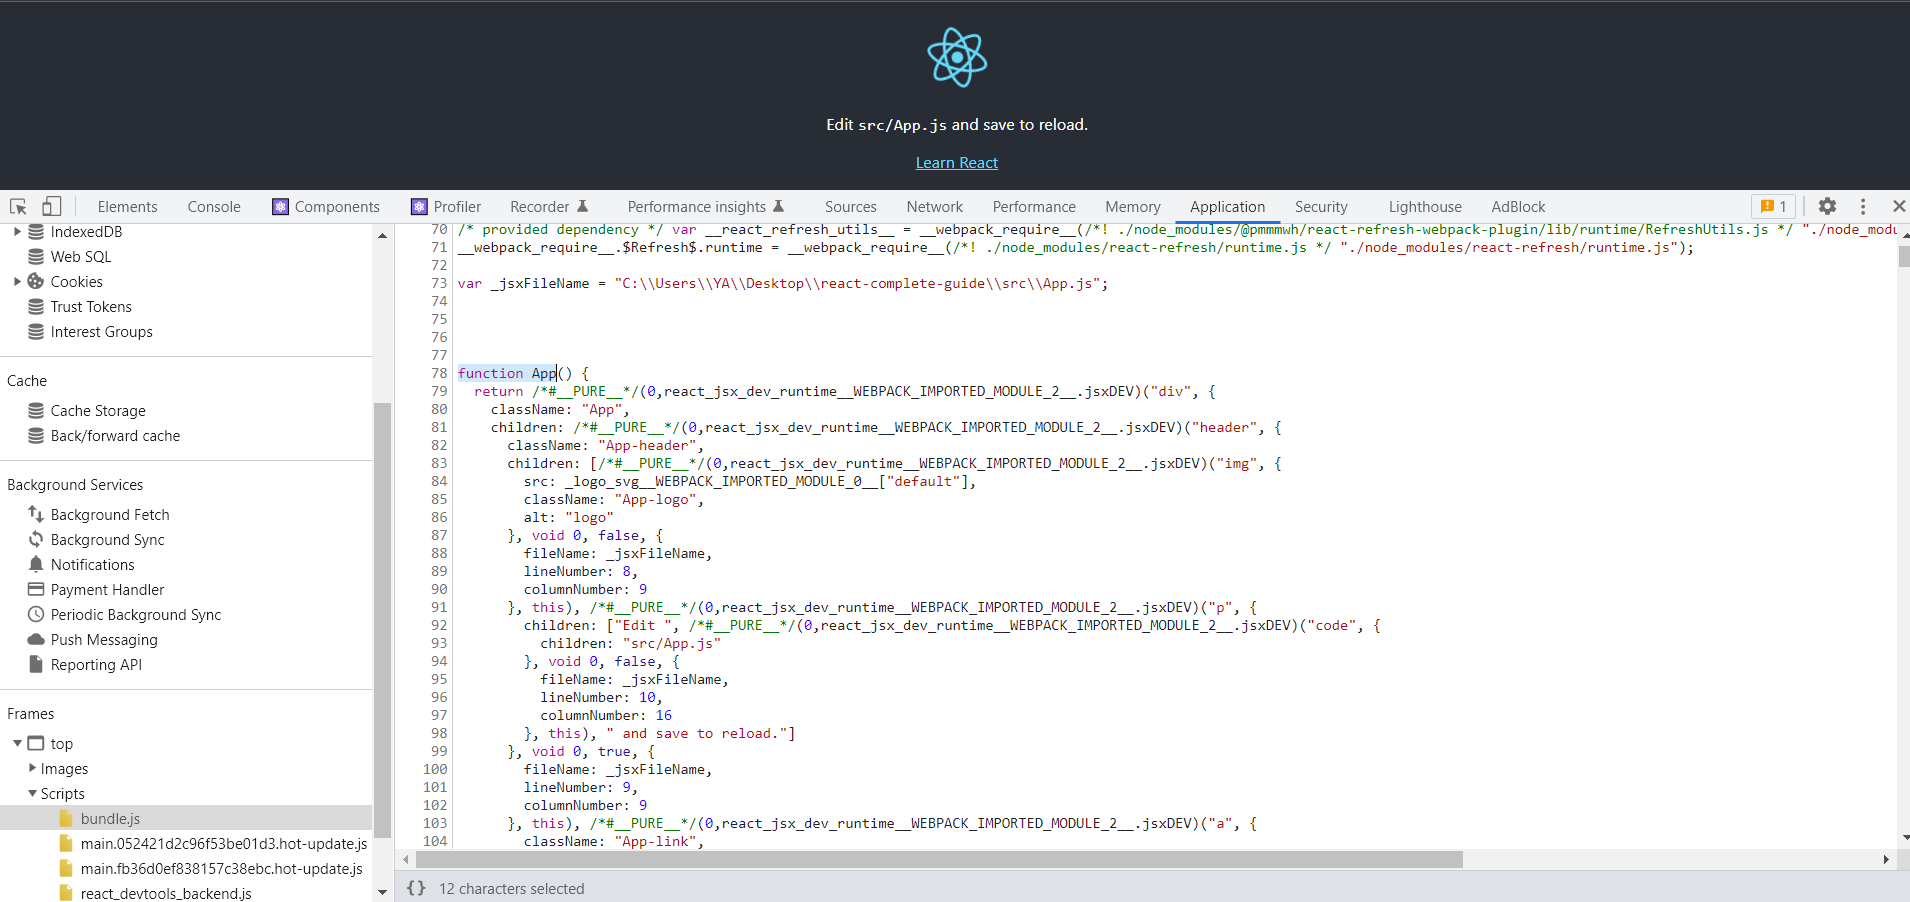 Edit src/App.js and save to reload.
Learn React
Elements Console Components Profiler Recorder Performance insights Sources Network Performance Memory Application Security Lighthouse AdBlock 1
IndexedDB
Web SQL
Cookies
Trust Tokens
Interest Groups
Cache
Cache Storage
Back/forward cache
Background Services
Background Fetch
Background Sync
Notifications
Payment Handler
Periodic Background Sync
Push Messaging
Reporting API
Frames
top
Images
Scripts
bundle.js
main.052421d2c96f53be01d3.hot-update.js
main.fb36d0ef838157c38ebc.hot-update.js
react_devtools_backend.js
70 /* provided dependency */ var __react_refresh_utils__ = __webpack_require__(/*! ./node_modules/@pmmmwh/react-refresh-webpack-plugin/lib/runtime/RefreshUtils.js */ "./node_modu
71 __webpack_require__.$Refresh$.runtime = __webpack_require__(/*! ./node_modules/react-refresh/runtime.js */ "./node_modules/react-refresh/runtime.js");
72
73 var _jsxFileName = "C:\\Users\\YA\\Desktop\\react-complete-guide\\src\\App.js";
74
75
76
77
78 function App() {
79   return /*#__PURE__*/(0,react_jsx_dev_runtime__WEBPACK_IMPORTED_MODULE_2__.jsxDEV)("div", {
80     className: "App",
81     children: /*#__PURE__*/(0,react_jsx_dev_runtime__WEBPACK_IMPORTED_MODULE_2__.jsxDEV)("header", {
82       className: "App-header",
83       children: [/*#__PURE__*/(0,react_jsx_dev_runtime__WEBPACK_IMPORTED_MODULE_2__.jsxDEV)("img", {
84         src: _logo_svg__WEBPACK_IMPORTED_MODULE_0__["default"],
85         className: "App-logo",
86         alt: "logo"
87       }, void 0, false, {
88         fileName: _jsxFileName,
89         lineNumber: 8,
90         columnNumber: 9
91       }, this), /*#__PURE__*/(0,react_jsx_dev_runtime__WEBPACK_IMPORTED_MODULE_2__.jsxDEV)("p", {
92         children: ["Edit ", /*#__PURE__*/(0,react_jsx_dev_runtime__WEBPACK_IMPORTED_MODULE_2__.jsxDEV)("code", {
93           children: "src/App.js"
94         }, void 0, false, {
95           fileName: _jsxFileName,
96           lineNumber: 10,
97           columnNumber: 16
98         }, this), " and save to reload."]
99       }, void 0, true, {
100         fileName: _jsxFileName,
101         lineNumber: 9,
102         columnNumber: 9
103       }, this), /*#__PURE__*/(0,react_jsx_dev_runtime__WEBPACK_IMPORTED_MODULE_2__.jsxDEV)("a", {
104         className: "App-link",
{} 12 characters selected